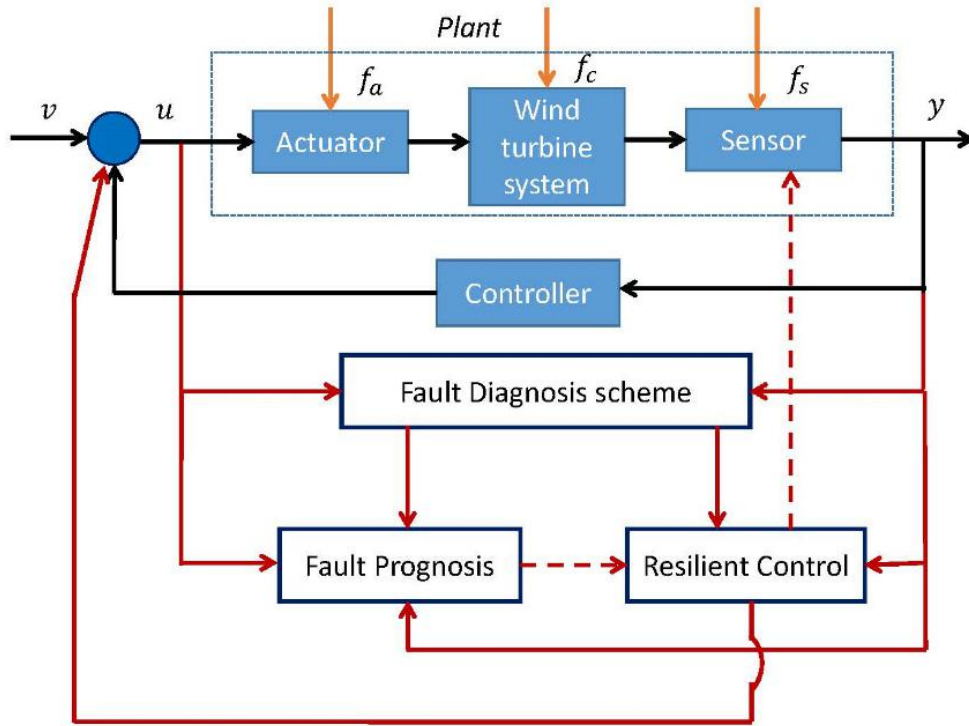 Plant
f_a
f_c
f_s
v
u
y
Actuator
Wind
turbine
system
Sensor
Controller
Fault Diagnosis scheme
Fault Prognosis
Resilient Control